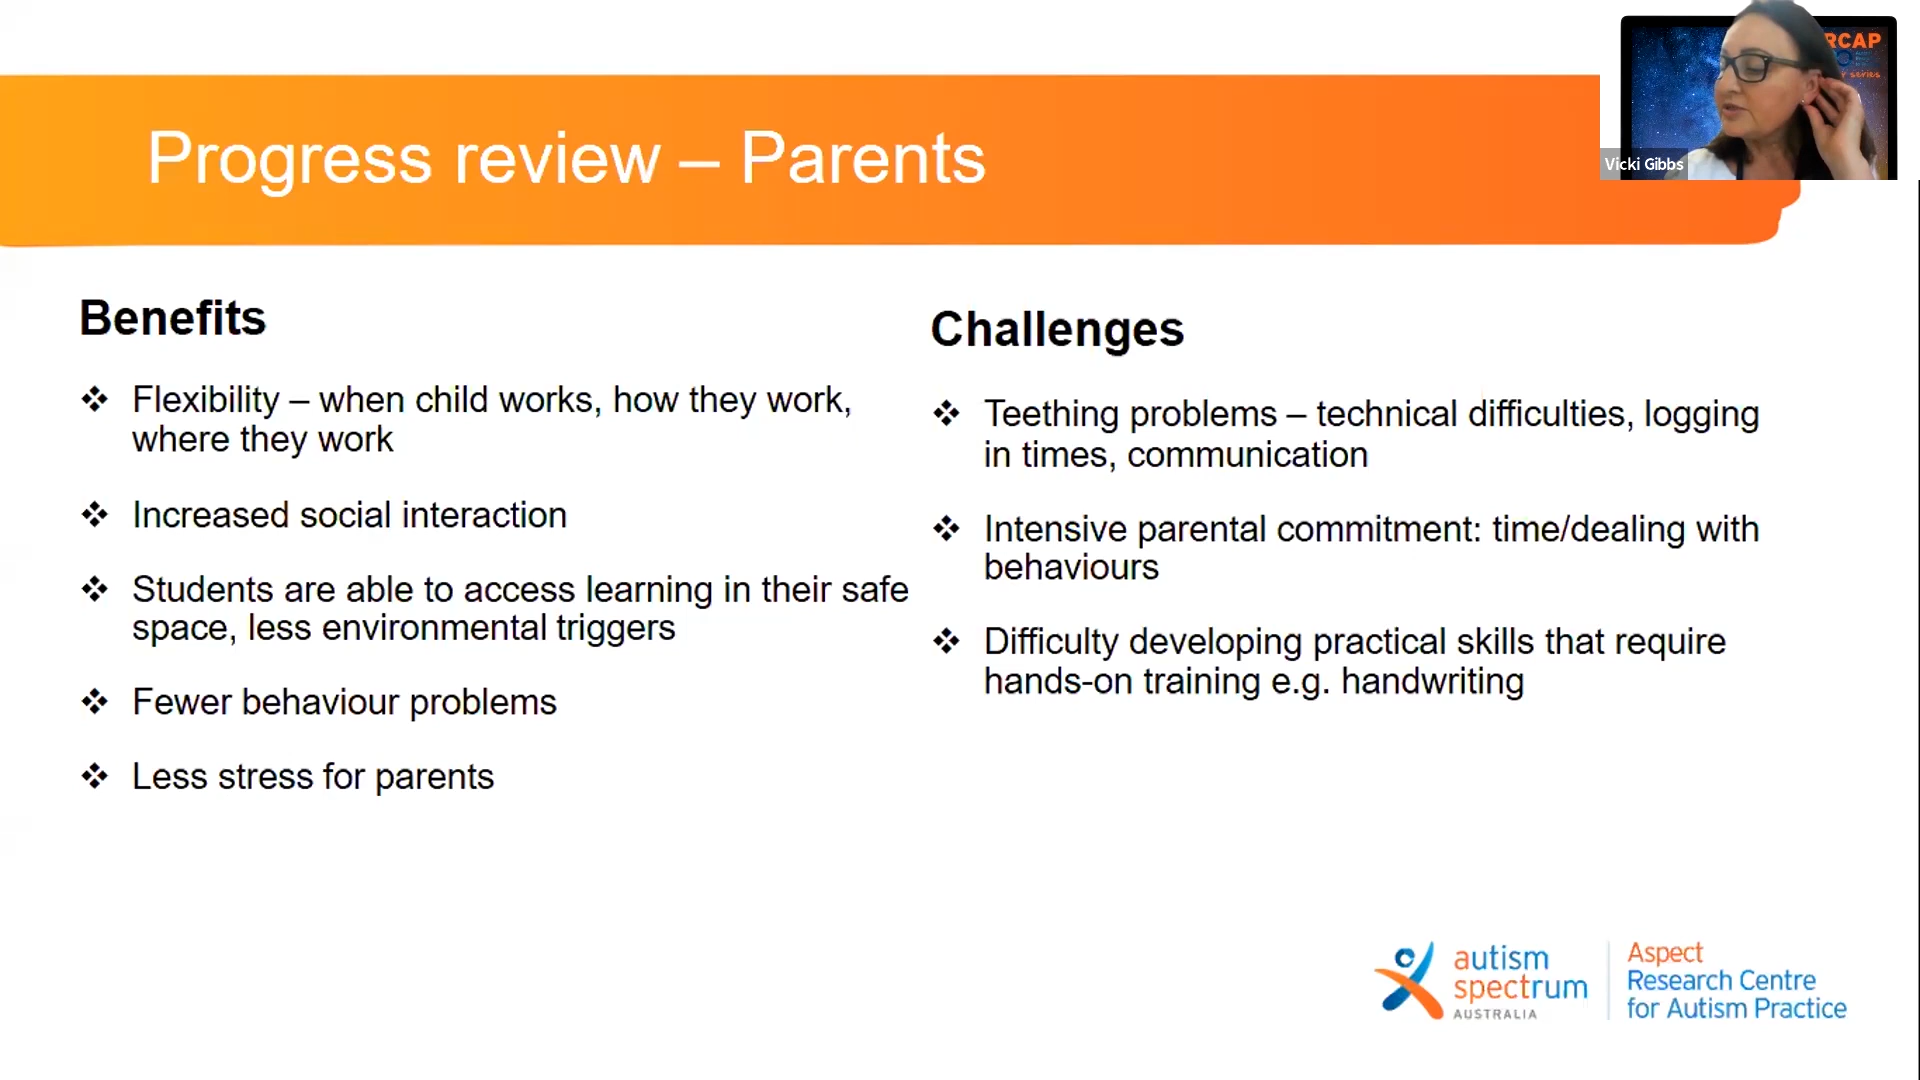 Progress review – Parents
RCAP
series
Vicki Gibbs
Benefits
❖ Flexibility – when child works, how they work,
where they work
❖ Increased social interaction
❖ Students are able to access learning in their safe
space, less environmental triggers
❖ Fewer behaviour problems
❖ Less stress for parents
Challenges
❖ Teething problems – technical difficulties, logging
in times, communication
❖ Intensive parental commitment: time/dealing with
behaviours
❖ Difficulty developing practical skills that require
hands-on training e.g. handwriting
autism
spectrum
AUSTRALIA
Aspect
Research Centre
for Autism Practice